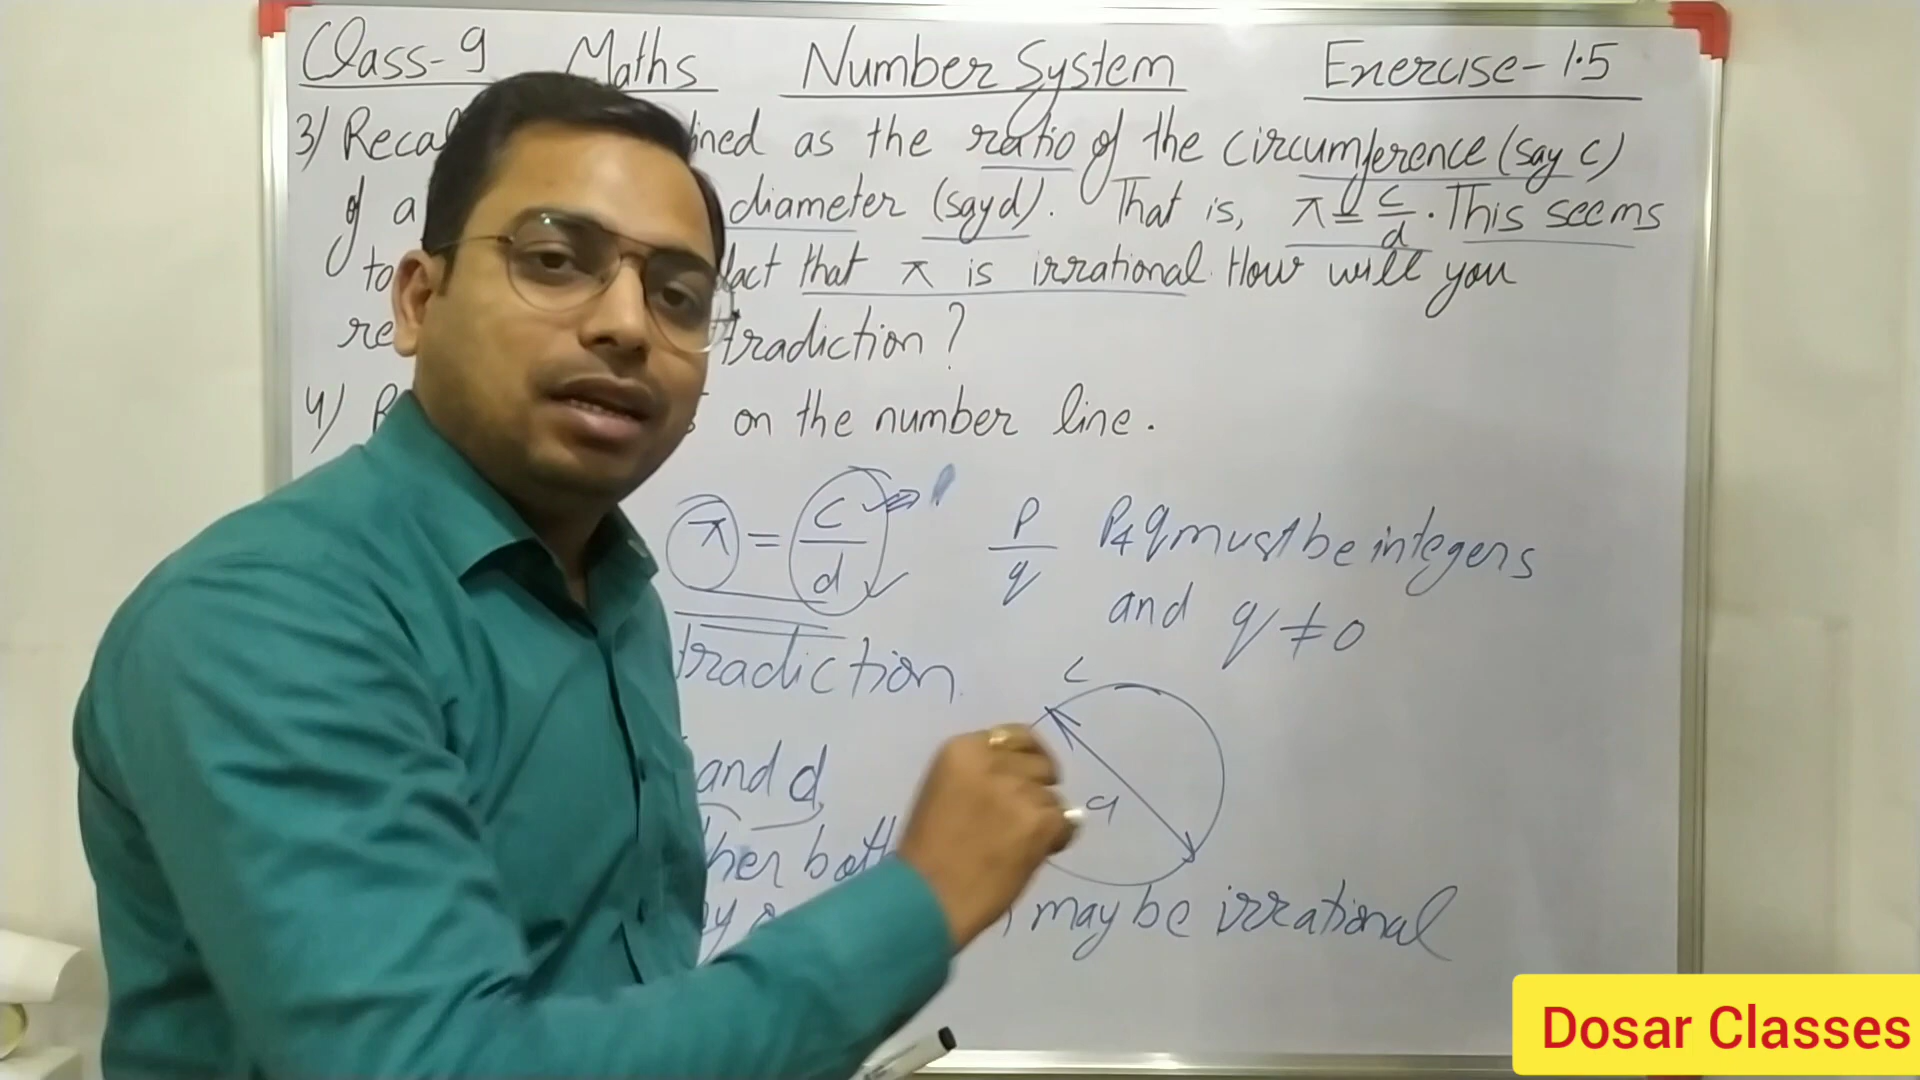 Class-9 Maths Number System Exercise-1.5
3) Recal ined as the ratio of the circumference (say c)
of a diameter (say d). That is, π = c/d. This seems
to fact that π is irrational. How will you
re tradiction?
4) R on the number line.
π = c/d p/q P & q must be integers
and q ≠ 0
tradiction
c
d
and d,
her both
may be irrational
Dosar Classes